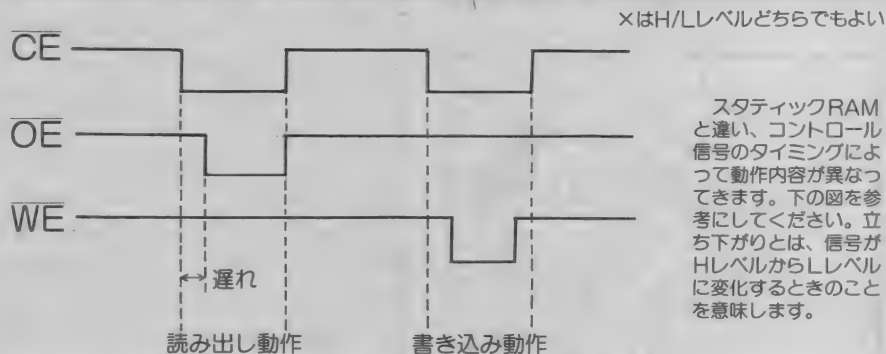 ×はH/Lレベルどちらでもよい
CE
OE
WE
遅れ
読み出し動作
書き込み動作
スタティックRAM
と違い、コントロール
信号のタイミングによ
って動作内容が異なっ
てきます。下の図を参
考にしてください。立
ち下がりとは、信号が
HレベルからLレベル
に変化するときのこと
を意味します。